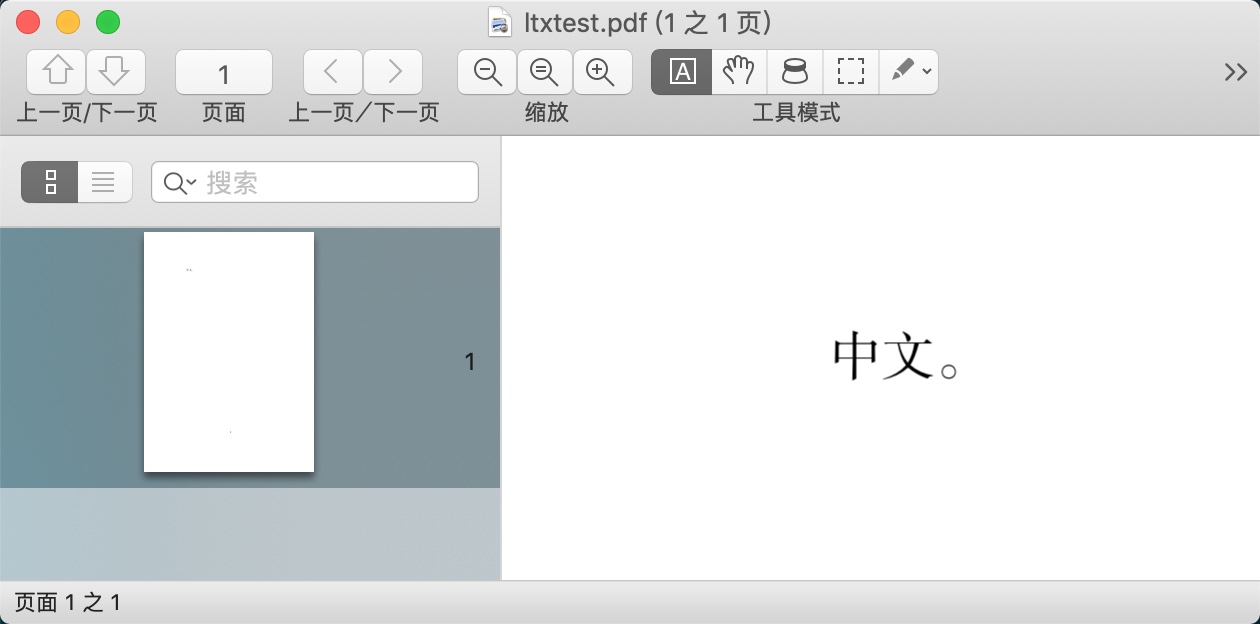 ltxtest.pdf (1 之 1 页)
1
上一页/下一页
页面
上一页／下一页
缩放
A
工具模式
搜索
1
中文。
页面 1 之 1